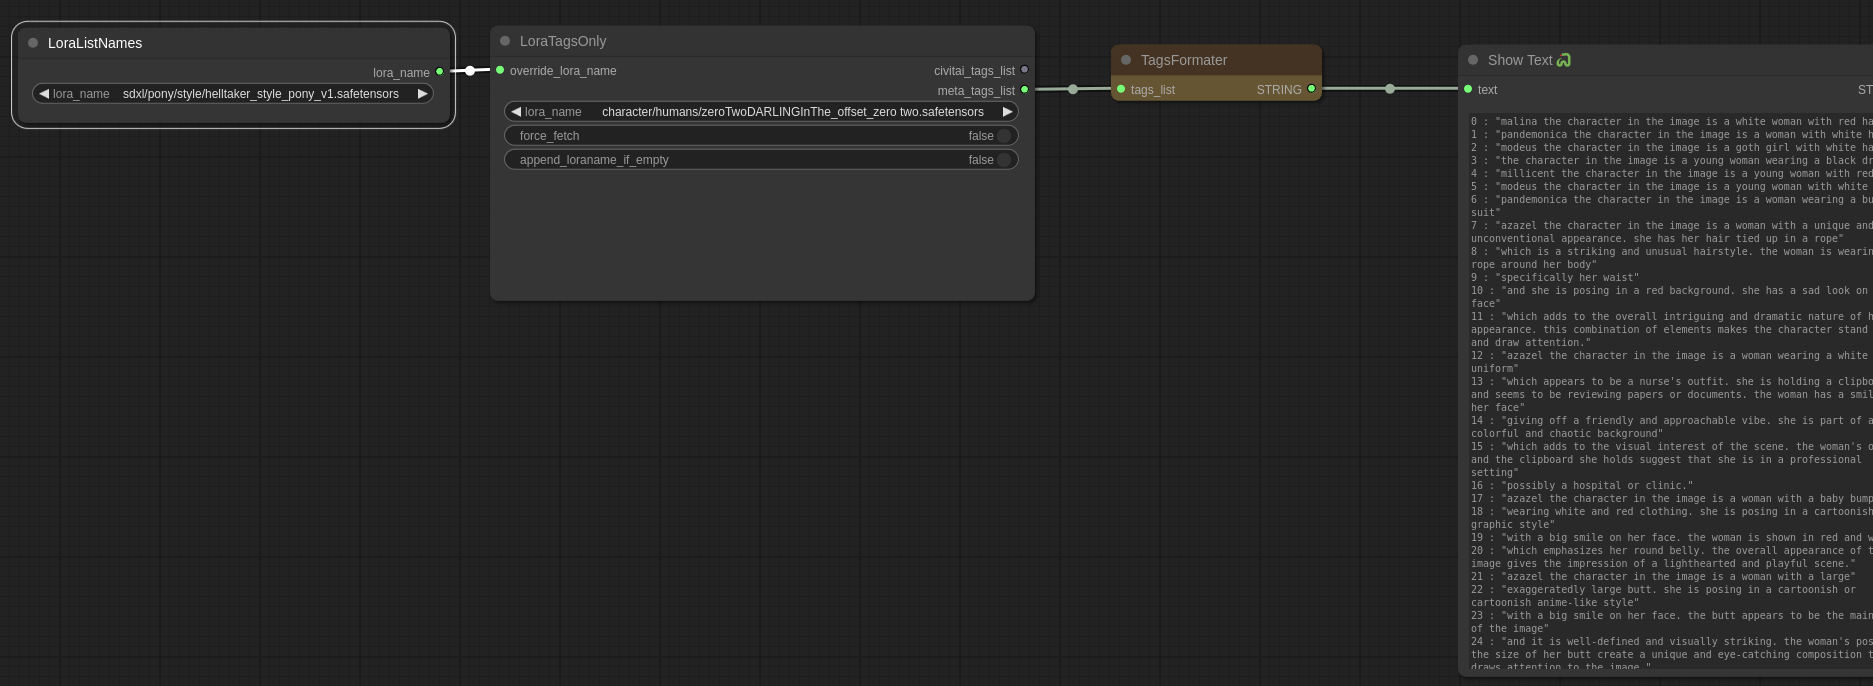 LoraListNames
lora_name
lora_name sdxl/pony/style/helltaker_style_pony_v1.safetensors
LoraTagsOnly
override_lora_name
civitai_tags_list
meta_tags_list
lora_name character/humans/zeroTwoDARLINGInThe_offset_zero two.safetensors
force_fetch false
append_loraname_if_empty false
TagsFormater
tags_list STRING
Show Text
text ST
0 : "malina the character in the image is a white woman with red ha
1 : "pandemonica the character in the image is a woman with white h
2 : "modeus the character in the image is a goth girl with white ha
3 : "the character in the image is a young woman wearing a black dr
4 : "millicent the character in the image is a young woman with red
5 : "modeus the character in the image is a young woman with white
6 : "pandemonica the character in the image is a woman wearing a bu
suit"
7 : "azazel the character in the image is a woman with a unique and
unconventional appearance. she has her hair tied up in a rope"
8 : "which is a striking and unusual hairstyle. the woman is wearin
rope around her body"
9 : "specifically her waist"
10 : "and she is posing in a red background. she has a sad look on
face"
11 : "which adds to the overall intriguing and dramatic nature of h
appearance. this combination of elements makes the character stand
and draw attention."
12 : "azazel the character in the image is a woman wearing a white
uniform"
13 : "which appears to be a nurse's outfit. she is holding a clipbo
and seems to be reviewing papers or documents. the woman has a smil
her face"
14 : "giving off a friendly and approachable vibe. she is part of a
colorful and chaotic background"
15 : "which adds to the visual interest of the scene. the woman's o
and the clipboard she holds suggest that she is in a professional
setting"
16 : "possibly a hospital or clinic."
17 : "azazel the character in the image is a woman with a baby bump
18 : "wearing white and red clothing. she is posing in a cartoonish
graphic style"
19 : "with a big smile on her face. the woman is shown in red and w
20 : "which emphasizes her round belly. the overall appearance of t
image gives the impression of a lighthearted and playful scene."
21 : "azazel the character in the image is a woman with a large"
22 : "exaggeratedly large butt. she is posing in a cartoonish or
cartoonish anime-like style"
23 : "with a big smile on her face. the butt appears to be the main
of the image"
24 : "and it is well-defined and visually striking. the woman's pos
the size of her butt create a unique and eye-catching composition t
draws attention to the image."